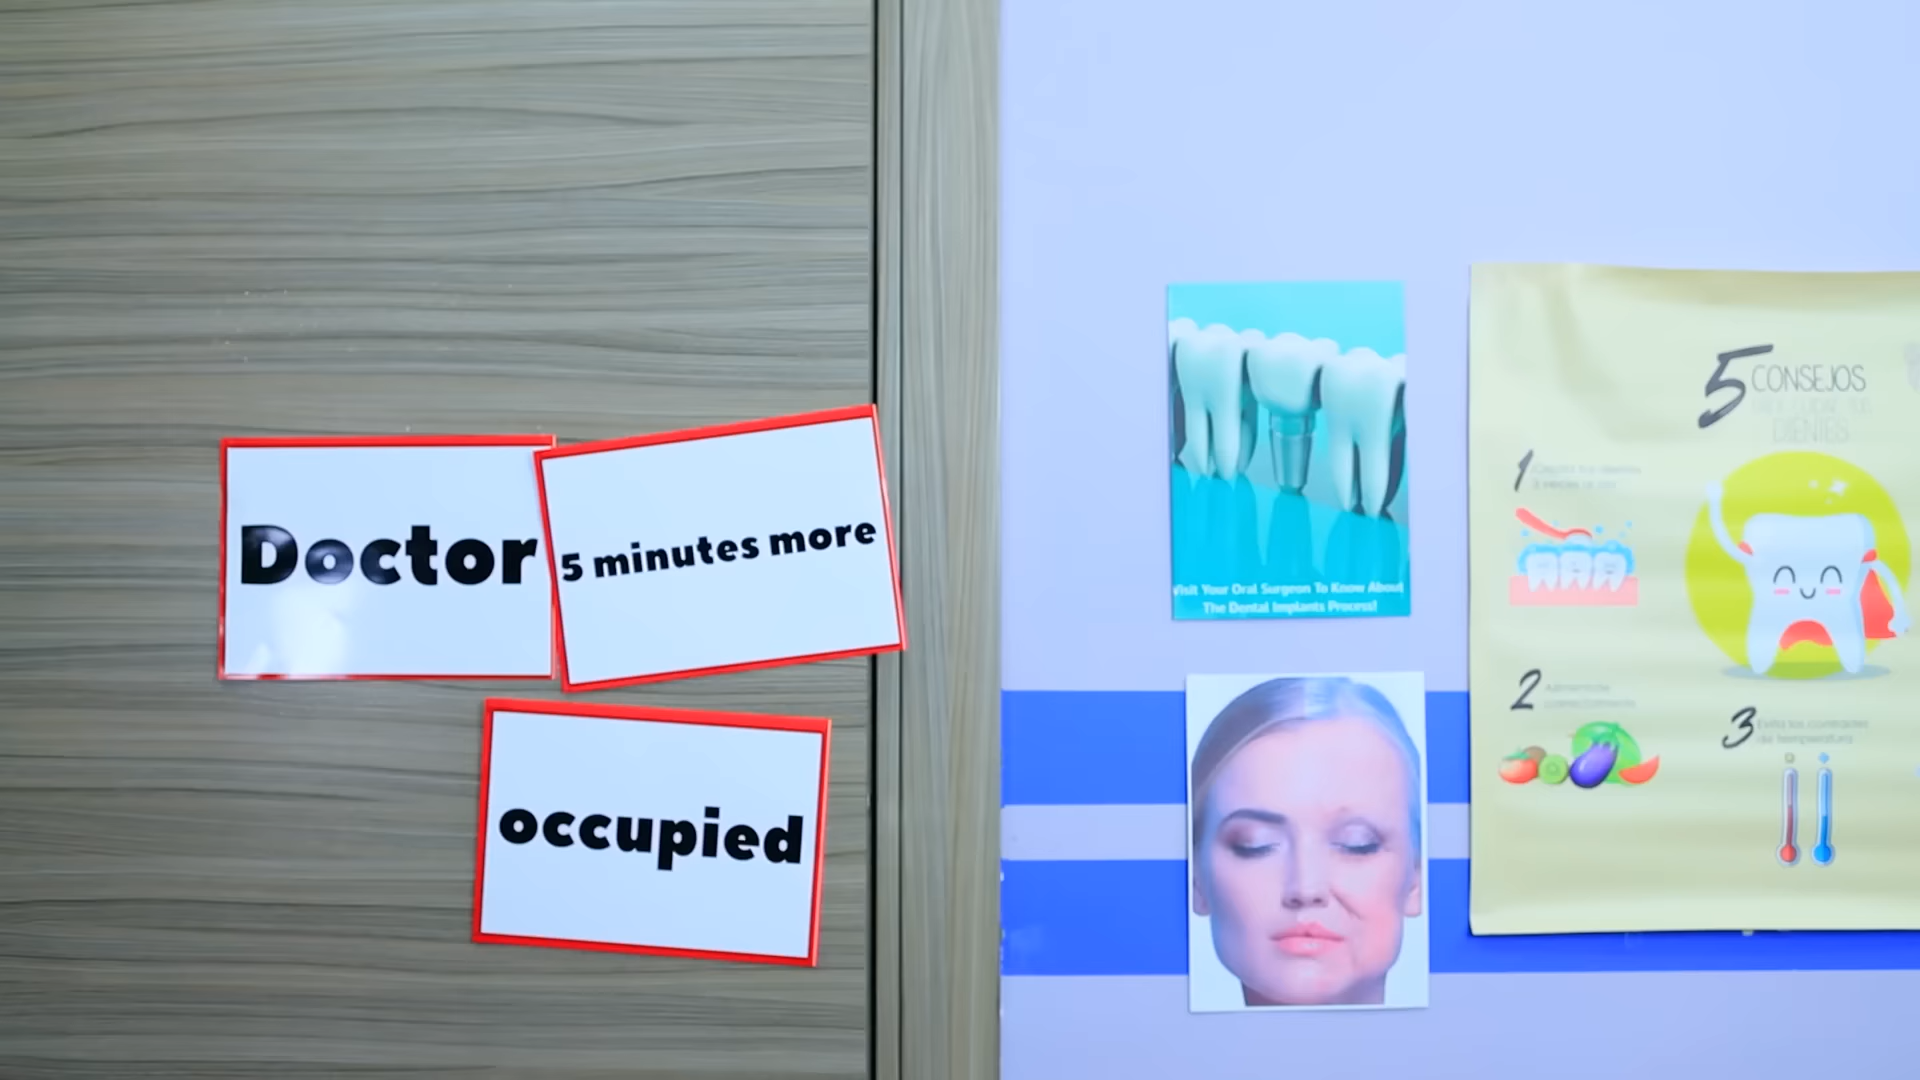 Doctor
5 minutes more
occupied
Visit Your Oral Surgeon To Know About
The Dental Implants Process!
5 CONSEJOS
DIENTES
1
2
3